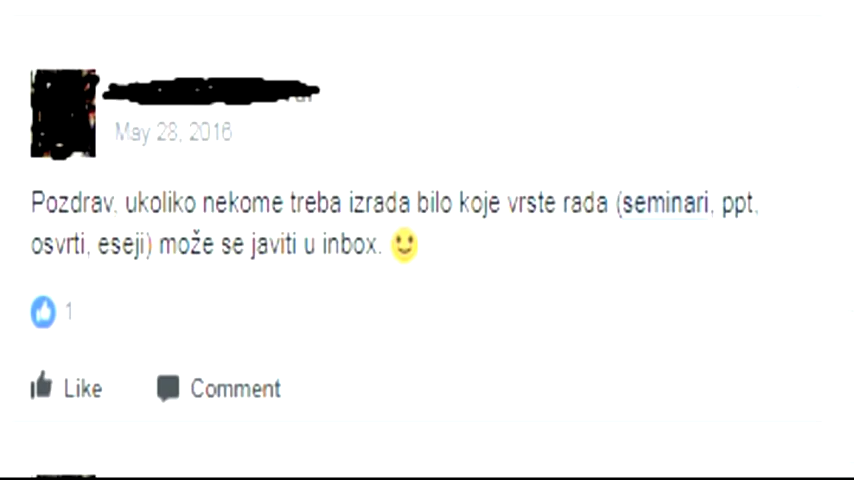 May 28, 2016
Pozdrav, ukoliko nekome treba izrada bilo koje vrste rada (seminari, ppt,
osvrti, eseji) može se javiti u inbox.
1
Like Comment